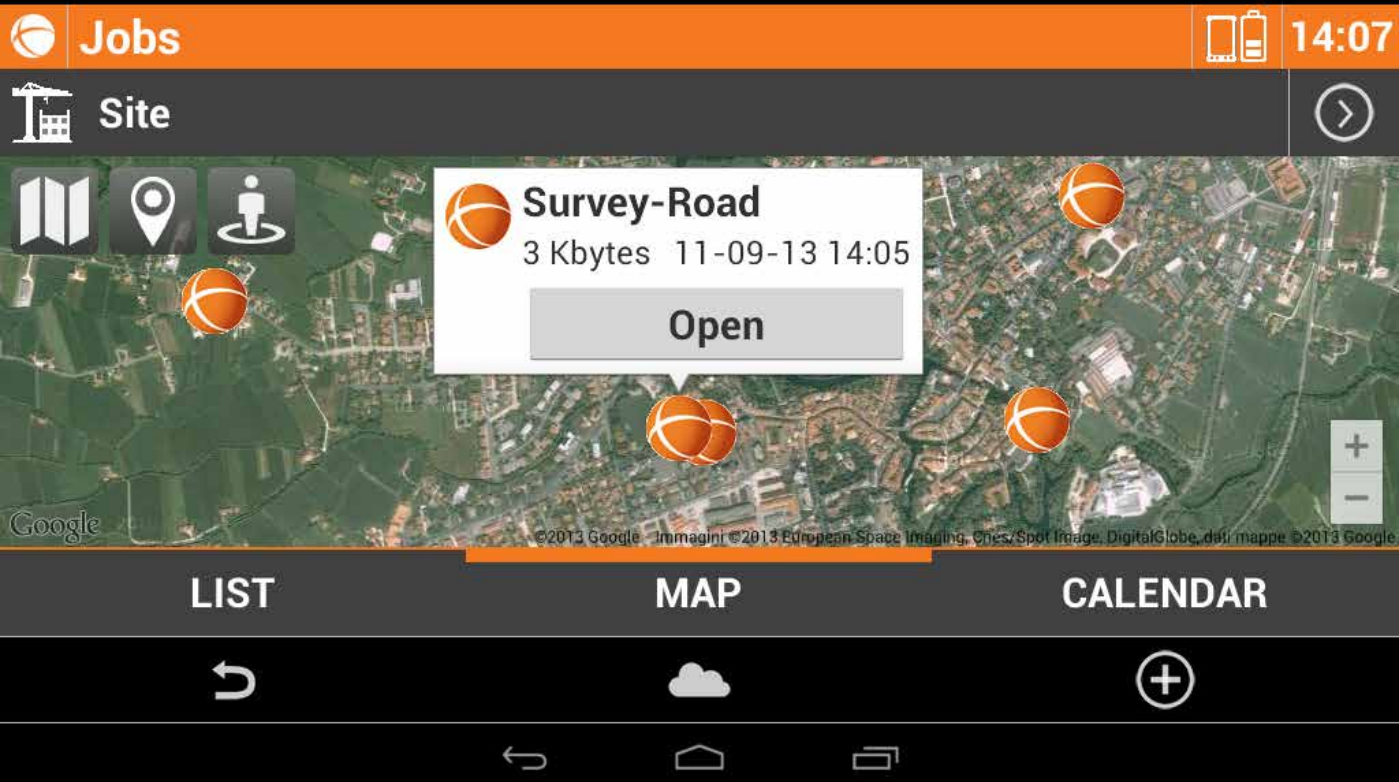 Jobs
14:07
Site
Survey-Road
3 Kbytes 11-09-13 14:05
Open
Google
©2013 Google Immagini ©2013 European Space Imaging, Cnes/Spot Image, DigitalGlobe, dati mappe ©2013 Google
LIST
MAP
CALENDAR